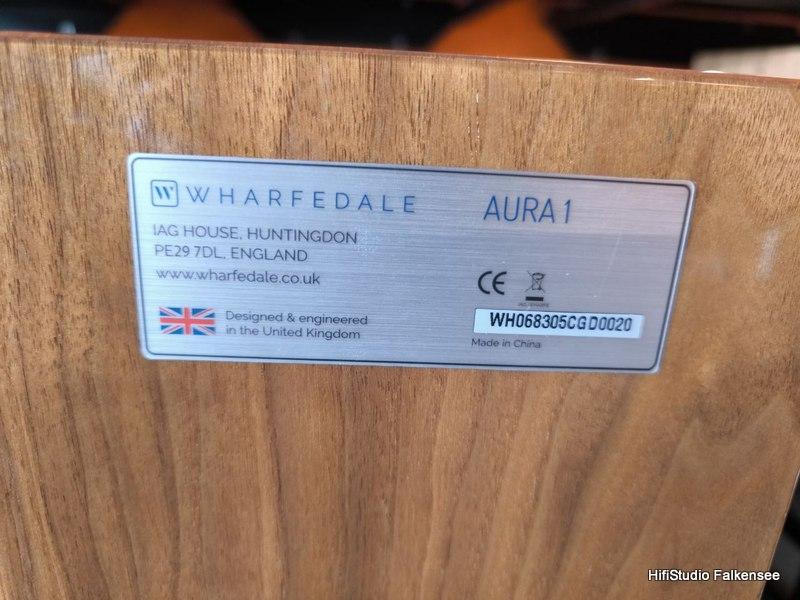 W WHARFEDALE
AURA 1
IAG HOUSE, HUNTINGDON
PE29 7DL, ENGLAND
www.wharfedale.co.uk
CE
Designed & engineered
in the United Kingdom
WH068305CGD0020
Made in China
HifiStudio Falkensee